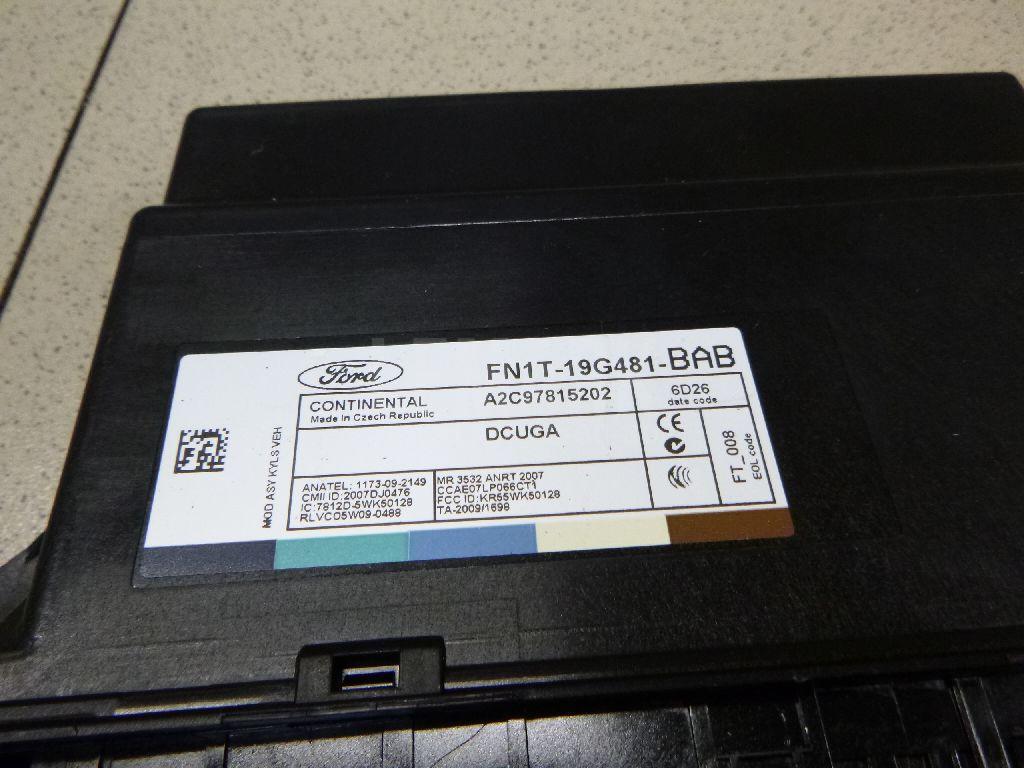 Ford
FN1T-19G481-BAB
CONTINENTAL
Made in Czech Republic
A2C97815202
6D26
date code
DCUGA
CE
FT_008
EOL code
MOD ASY KYLS VEH
ANATEL: 1173-09-2149
CMII ID:2007DJ0476
IC:7812D-5WK50128
RLVCO5W09-0488
MR 3532 ANRT 2007
CCAE07LP066CT1
FCC ID:KR55WK50128
TA-2009/1698